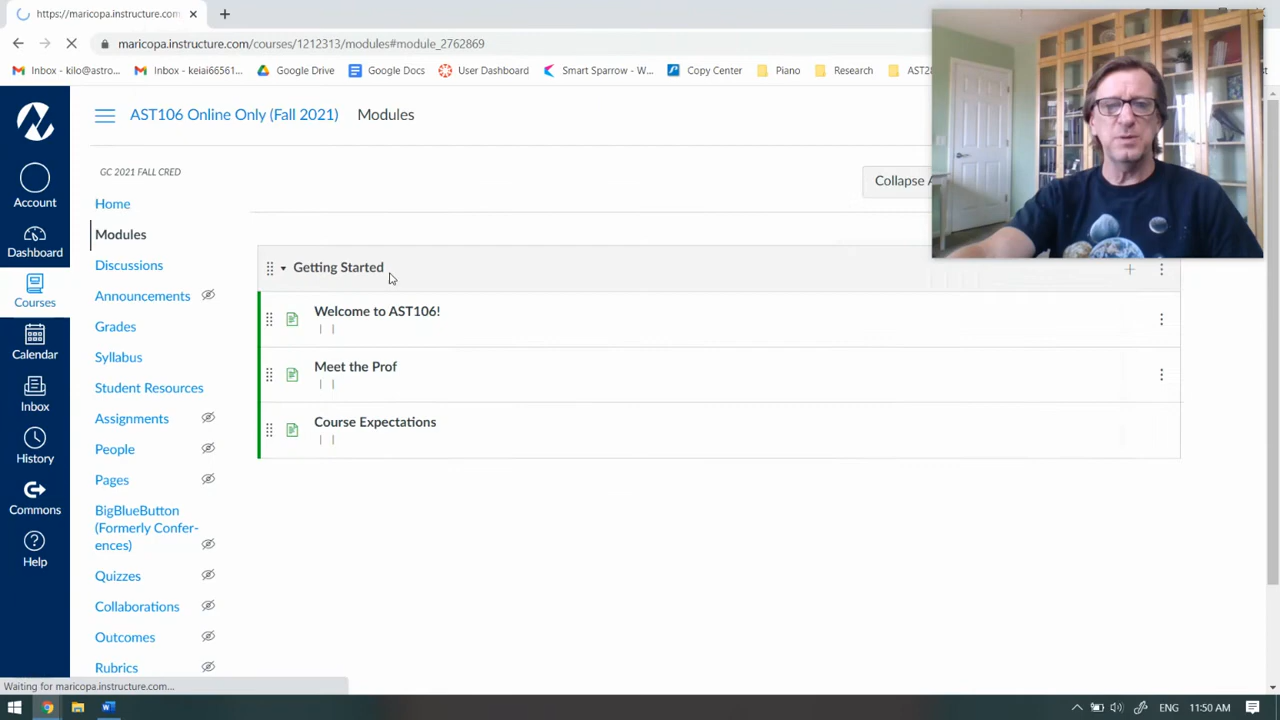 https://maricopa.instructure.com
maricopa.instructure.com/courses/1212313/modules#module_2762869
Inbox - kilo@astro...
Inbox - keiai66561...
Google Drive
Google Docs
User Dashboard
Smart Sparrow - W...
Copy Center
Piano
Research
AST106 Online Only (Fall 2021)
Modules
GC 2021 FALL CRED
Collapse A
Account
Dashboard
Courses
Calendar
Inbox
History
Commons
Help
Home
Modules
Discussions
Announcements
Grades
Syllabus
Student Resources
Assignments
People
Pages
BigBlueButton
(Formerly Confer-
ences)
Quizzes
Collaborations
Outcomes
Rubrics
Getting Started
Welcome to AST106!
| |
Meet the Prof
| |
Course Expectations
| |
Waiting for maricopa.instructure.com...
ENG
11:50 AM